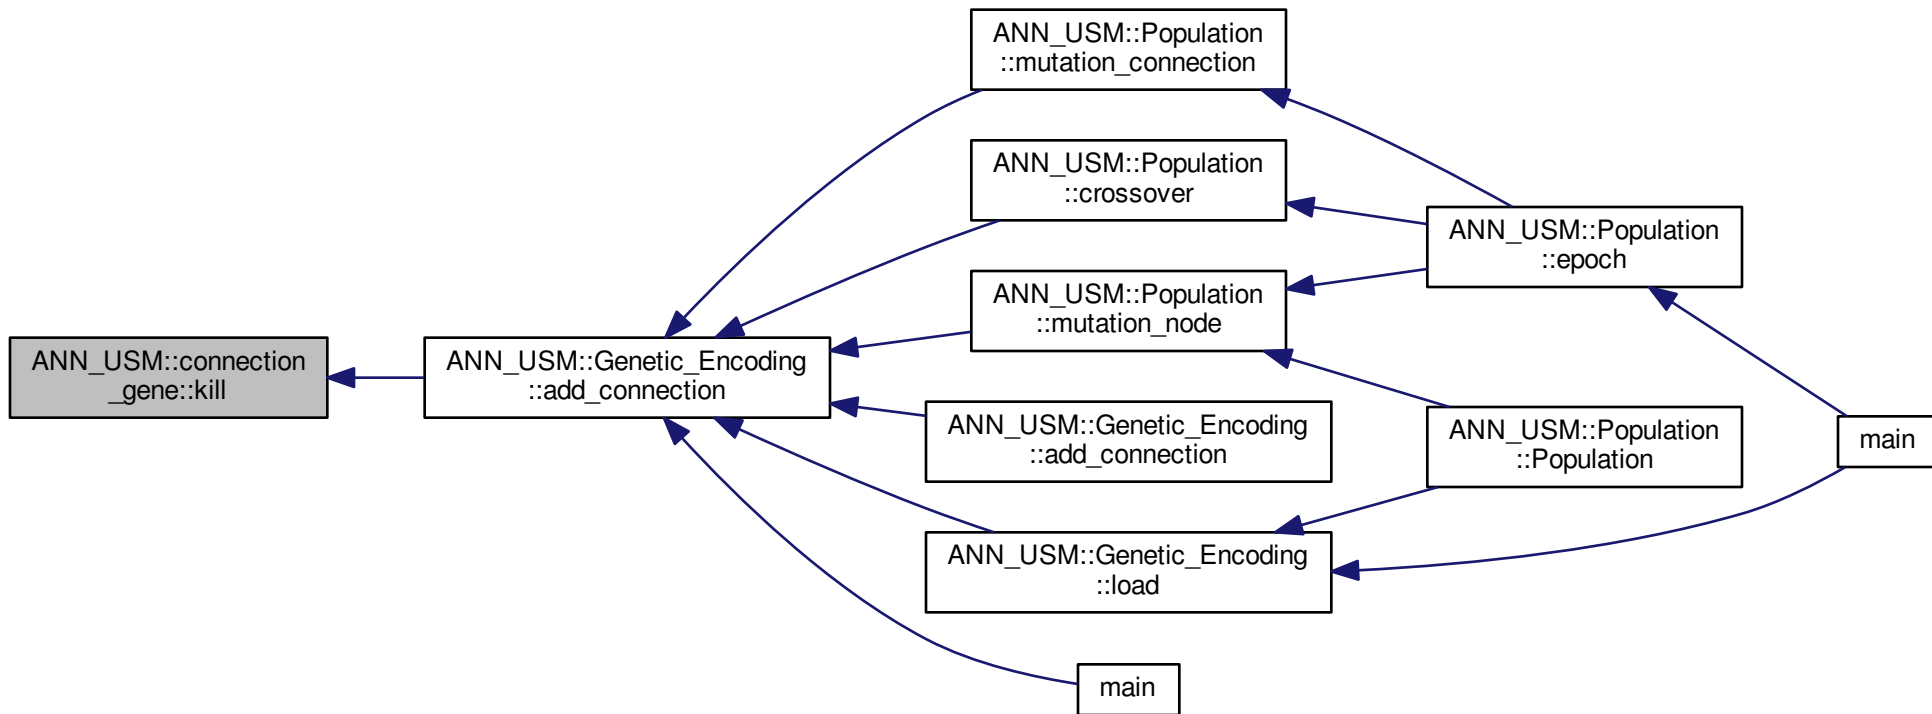 ANN_USM::connection
_gene::kill
ANN_USM::Genetic_Encoding
::add_connection
ANN_USM::Population
::mutation_connection
ANN_USM::Population
::crossover
ANN_USM::Population
::mutation_node
ANN_USM::Genetic_Encoding
::add_connection
ANN_USM::Genetic_Encoding
::load
main
ANN_USM::Population
::epoch
ANN_USM::Population
::Population
main